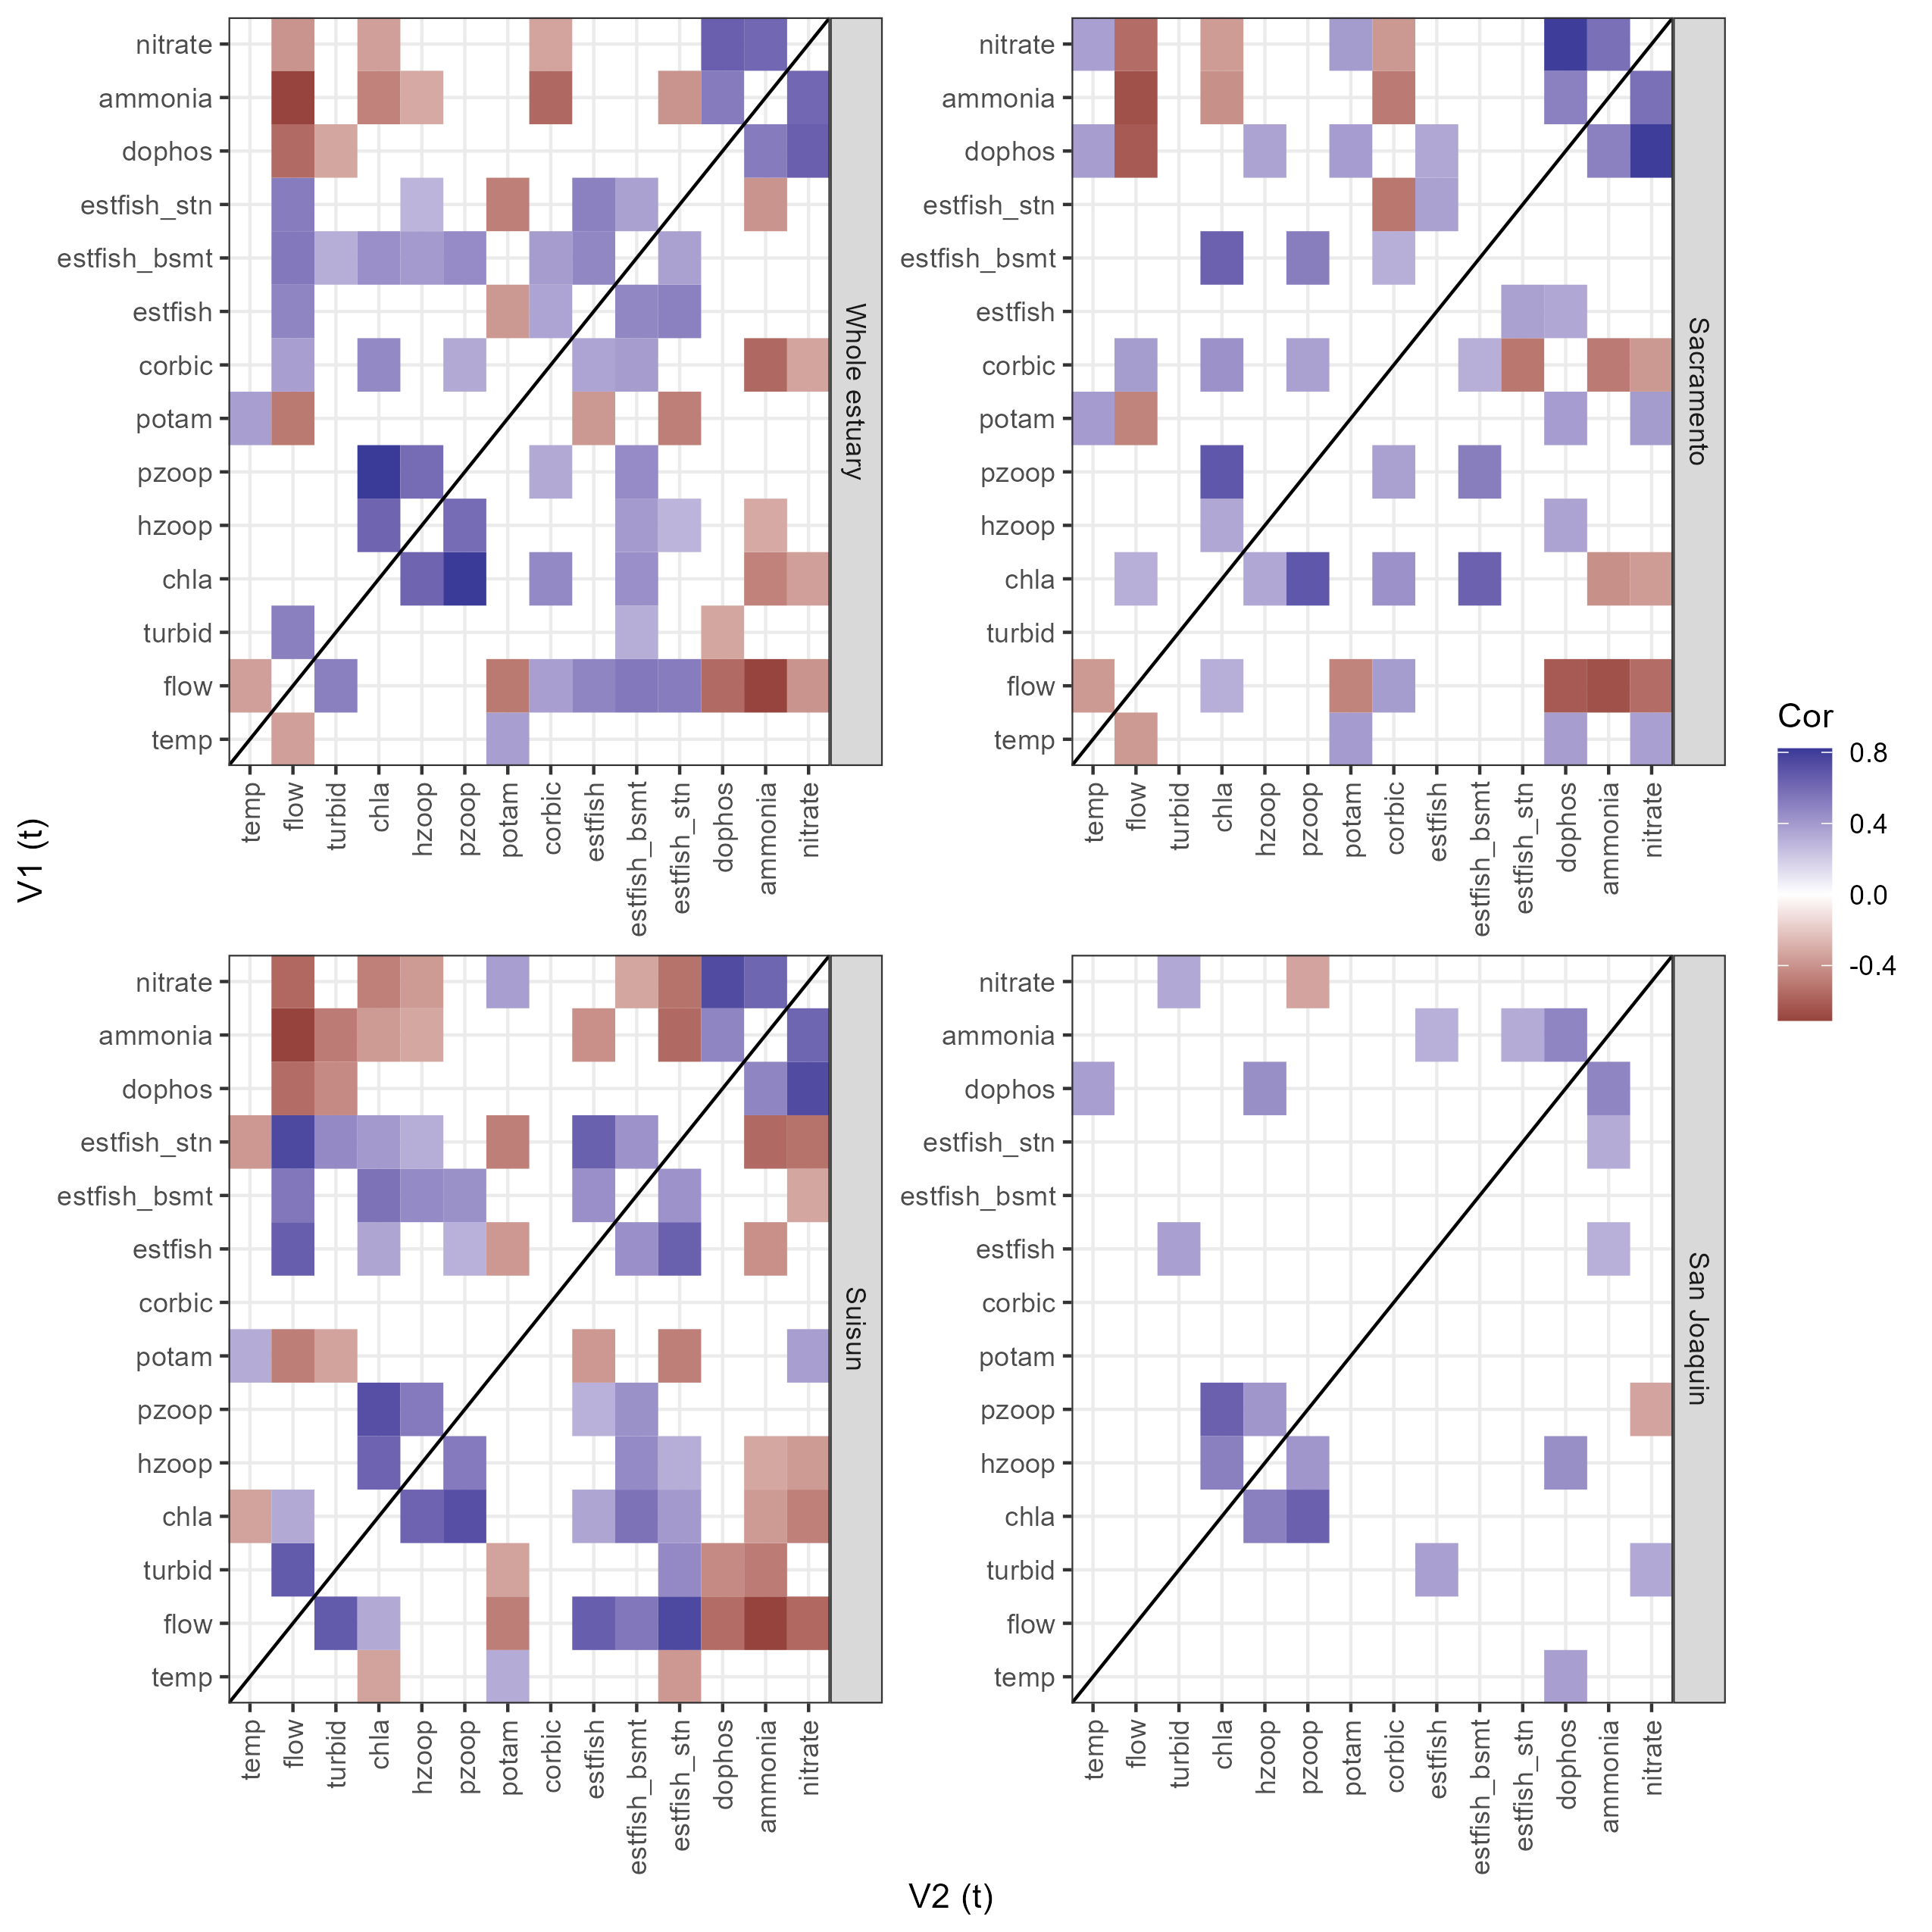 nitrate
ammonia
dophos
estfish_stn
estfish_bsmt
estfish
corbic
potam
pzoop
hzoop
chla
turbid
flow
temp
temp
flow
turbid
chla
hzoop
pzoop
potam
corbic
estfish
estfish_bsmt
estfish_stn
dophos
ammonia
nitrate
Whole estuary
nitrate
ammonia
dophos
estfish_stn
estfish_bsmt
estfish
corbic
potam
pzoop
hzoop
chla
turbid
flow
temp
temp
flow
turbid
chla
hzoop
pzoop
potam
corbic
estfish
estfish_bsmt
estfish_stn
dophos
ammonia
nitrate
Sacramento
nitrate
ammonia
dophos
estfish_stn
estfish_bsmt
estfish
corbic
potam
pzoop
hzoop
chla
turbid
flow
temp
temp
flow
turbid
chla
hzoop
pzoop
potam
corbic
estfish
estfish_bsmt
estfish_stn
dophos
ammonia
nitrate
Suisun
nitrate
ammonia
dophos
estfish_stn
estfish_bsmt
estfish
corbic
potam
pzoop
hzoop
chla
turbid
flow
temp
temp
flow
turbid
chla
hzoop
pzoop
potam
corbic
estfish
estfish_bsmt
estfish_stn
dophos
ammonia
nitrate
San Joaquin
V1 (t)
V2 (t)
Cor
0.8
0.4
0.0
-0.4